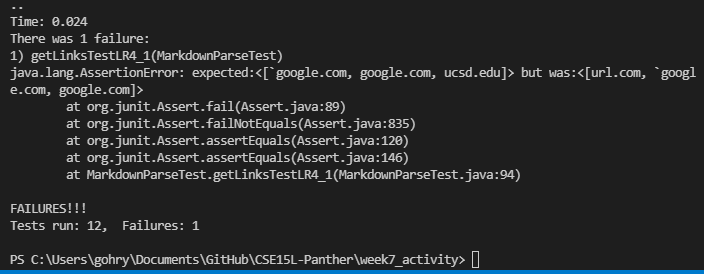 ..
Time: 0.024
There was 1 failure:
1) getLinksTestLR4_1(MarkdownParseTest)
java.lang.AssertionError: expected:<[`google.com, google.com, ucsd.edu]> but was:<[url.com, `googl
e.com, google.com]>
at org.junit.Assert.fail(Assert.java:89)
at org.junit.Assert.failNotEquals(Assert.java:835)
at org.junit.Assert.assertEquals(Assert.java:120)
at org.junit.Assert.assertEquals(Assert.java:146)
at MarkdownParseTest.getLinksTestLR4_1(MarkdownParseTest.java:94)
FAILURES!!!
Tests run: 12,  Failures: 1
PS C:\Users\gohry\Documents\GitHub\CSE15L-Panther\week7_activity>